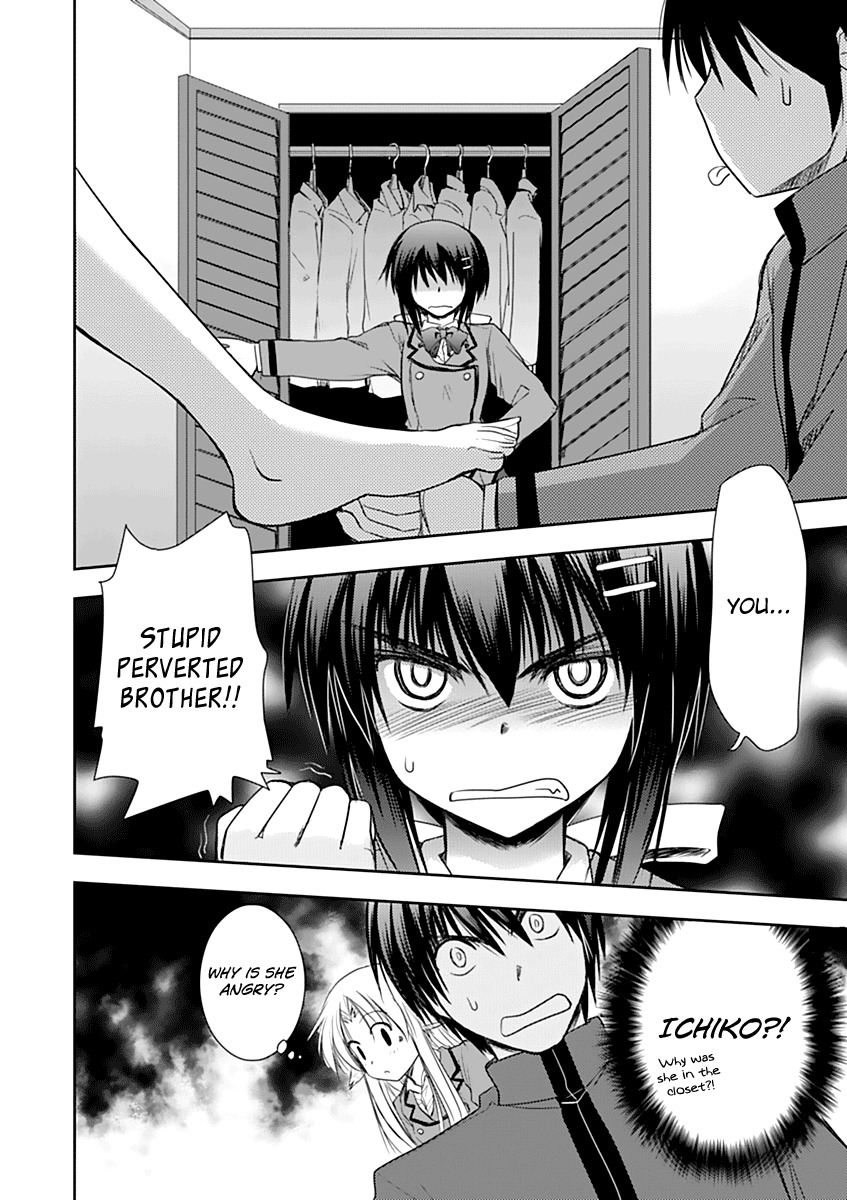 YOU...
STUPID
PERVERTED
BROTHER!!
ICHIKO?!
Why was
she in the
closet?!
WHY IS SHE
ANGRY?